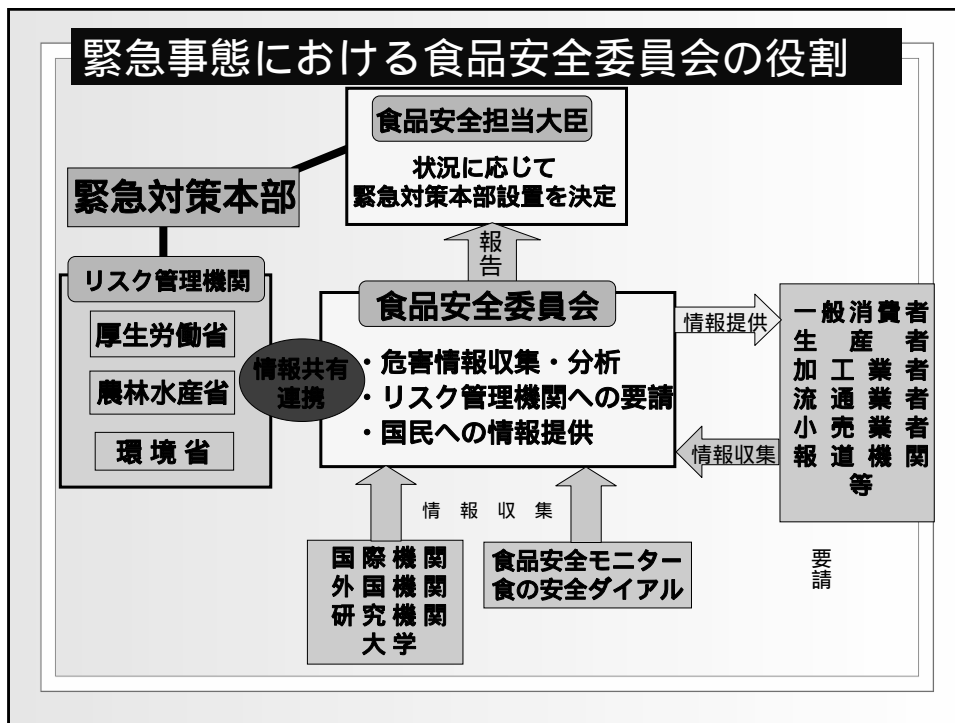 緊急事態における食品安全委員会の役割
食品安全担当大臣
状況に応じて
緊急対策本部設置を決定
緊急対策本部
報告
リスク管理機関
厚生労働省
農林水産省
環境省
情報共有
連携
食品安全委員会
・危害情報収集・分析
・リスク管理機関への要請
・国民への情報提供
情報提供
情報収集
一般消費者
生産者
加工業者
流通業者
小売業者
報道機関
等
情報収集
国際機関
外国機関
研究機関
大学
食品安全モニター
食の安全ダイアル
要請